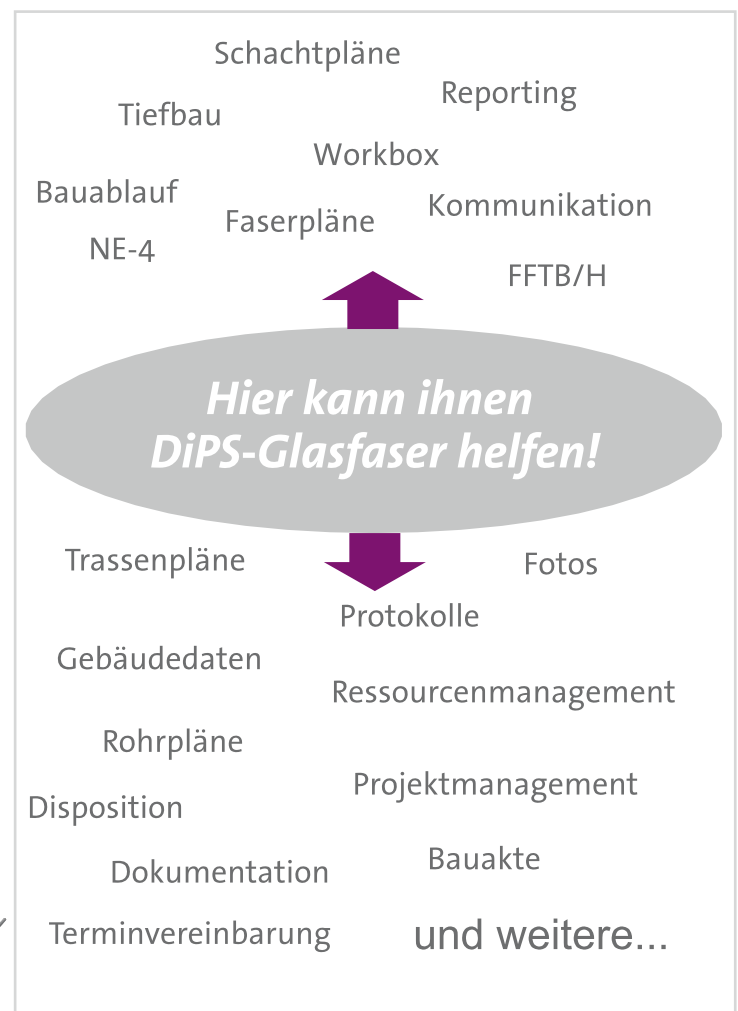 Schachtpläne
Reporting
Tiefbau
Workbox
Bauablauf
Kommunikation
Faserpläne
NE-4
FFTB/H
Hier kann ihnen
DiPS-Glasfaser helfen!
Trassenpläne
Fotos
Protokolle
Gebäudedaten
Ressourcenmanagement
Rohrpläne
Projektmanagement
Disposition
Bauakte
Dokumentation
Terminvereinbarung
und weitere...